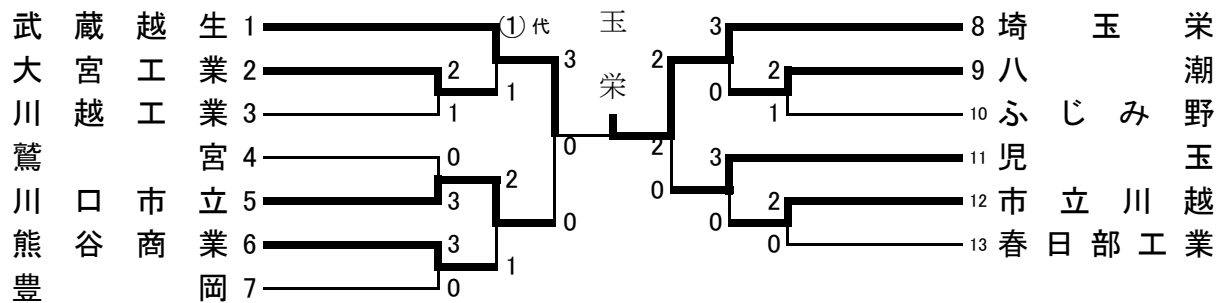 武蔵越生 1
大宮工業 2
川越工業 3
鷲宮 4
川口市立 5
熊谷商業 6
豊岡 7
①代
2
1
1
0
3
2
3
1
0
3
0
0
玉
栄
2
2
0
3
0
2
1
3
0
2
0
8 埼玉栄
9 八潮
10 ふじみ野
11 児玉
12 市立川越
13 春日部工業